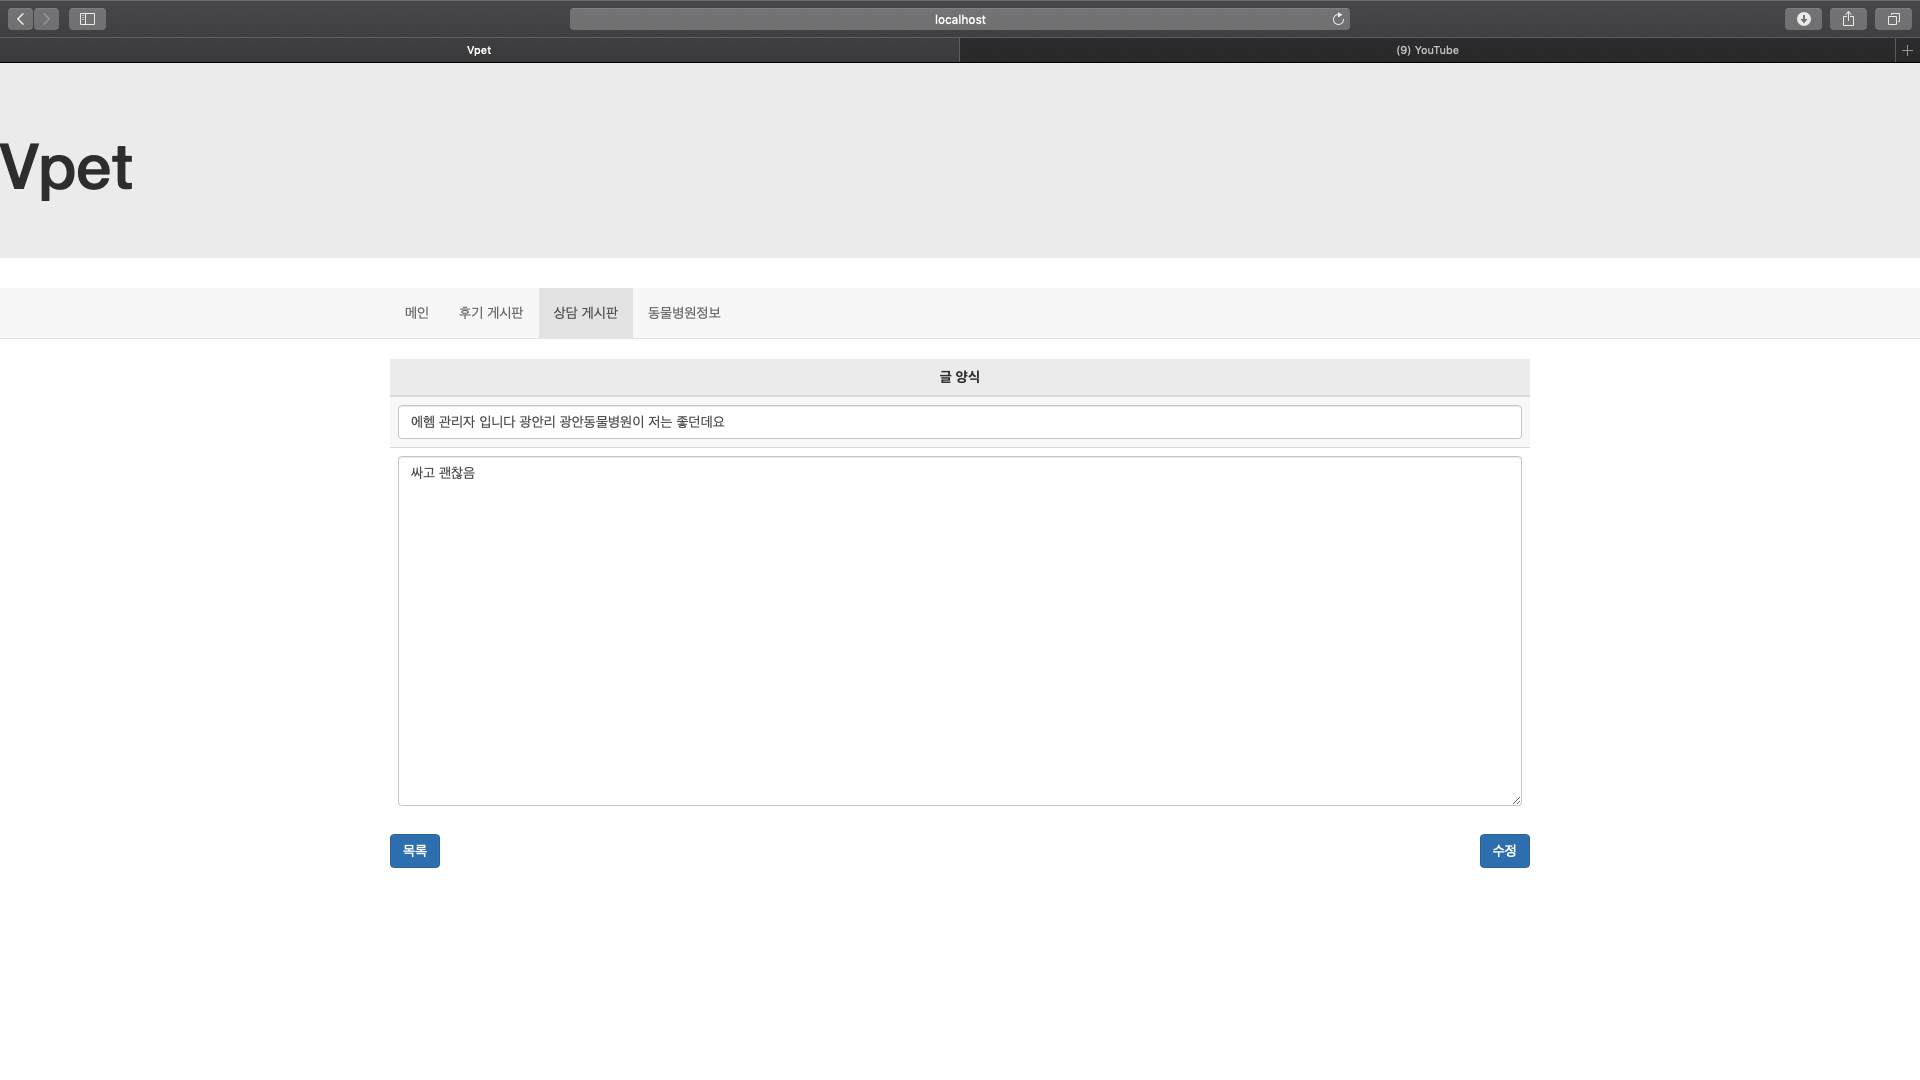 localhost
Vpet
(9) YouTube
Vpet
메인
후기 게시판
상담 게시판
동물병원정보
글 양식
에헴 관리자 입니다 광안리 광안동물병원이 저는 좋던데요
싸고 괜찮음
목록
수정